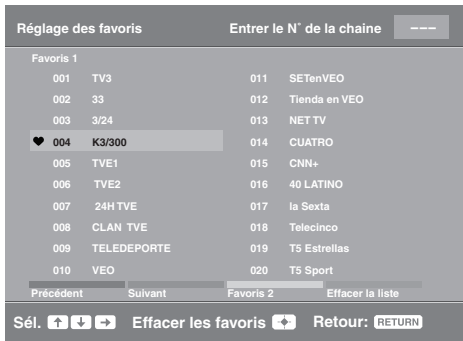 Réglage des favoris Entrer le N° de la chaine ---
Favoris 1
001 TV3 011 SETenVEO
002 33 012 Tienda en VEO
003 3/24 013 NET TV
004 K3/300 014 CUATRO
005 TVE1 015 CNN+
006 TVE2 016 40 LATINO
007 24H TVE 017 la Sexta
008 CLAN TVE 018 Telecinco
009 TELEDEPORTE 019 T5 Estrellas
010 VEO 020 T5 Sport
Précédent Suivant Favoris 2 Effacer la liste
Sél. Effacer les favoris Retour: RETURN